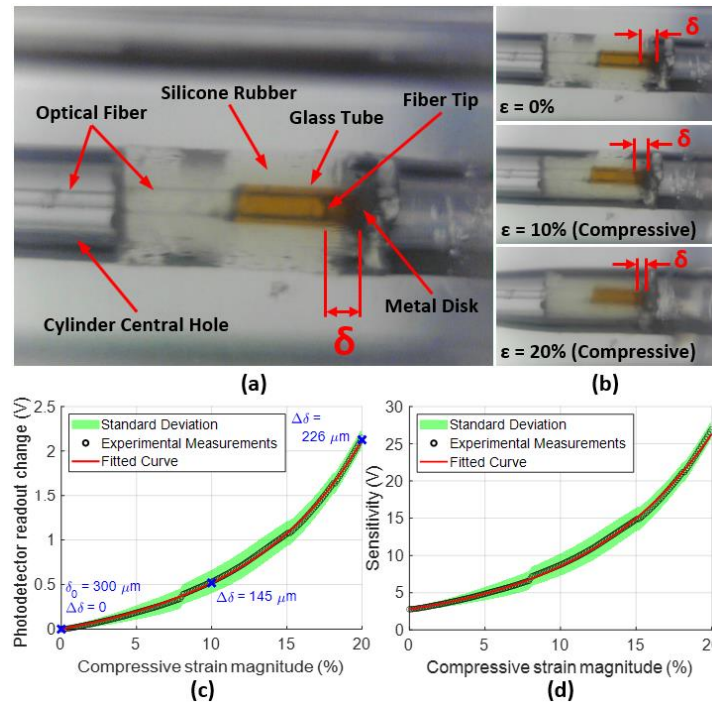 Silicone Rubber
Fiber Tip
Optical Fiber
Glass Tube
Cylinder Central Hole
Metal Disk
δ
(a)
δ
ε = 0%
δ
ε = 10% (Compressive)
δ
ε = 20% (Compressive)
(b)
Photodetector readout change (V)
2.5
2
1.5
1
0.5
0
Standard Deviation
Experimental Measurements
Fitted Curve
Δδ =
226 μm
δ₀ = 300 μm
Δδ = 0
Δδ = 145 μm
0
5
10
15
20
Compressive strain magnitude (%)
(c)
Sensitivity (V)
30
25
20
15
10
5
0
Standard Deviation
Experimental Measurements
Fitted Curve
0
5
10
15
20
Compressive strain magnitude (%)
(d)